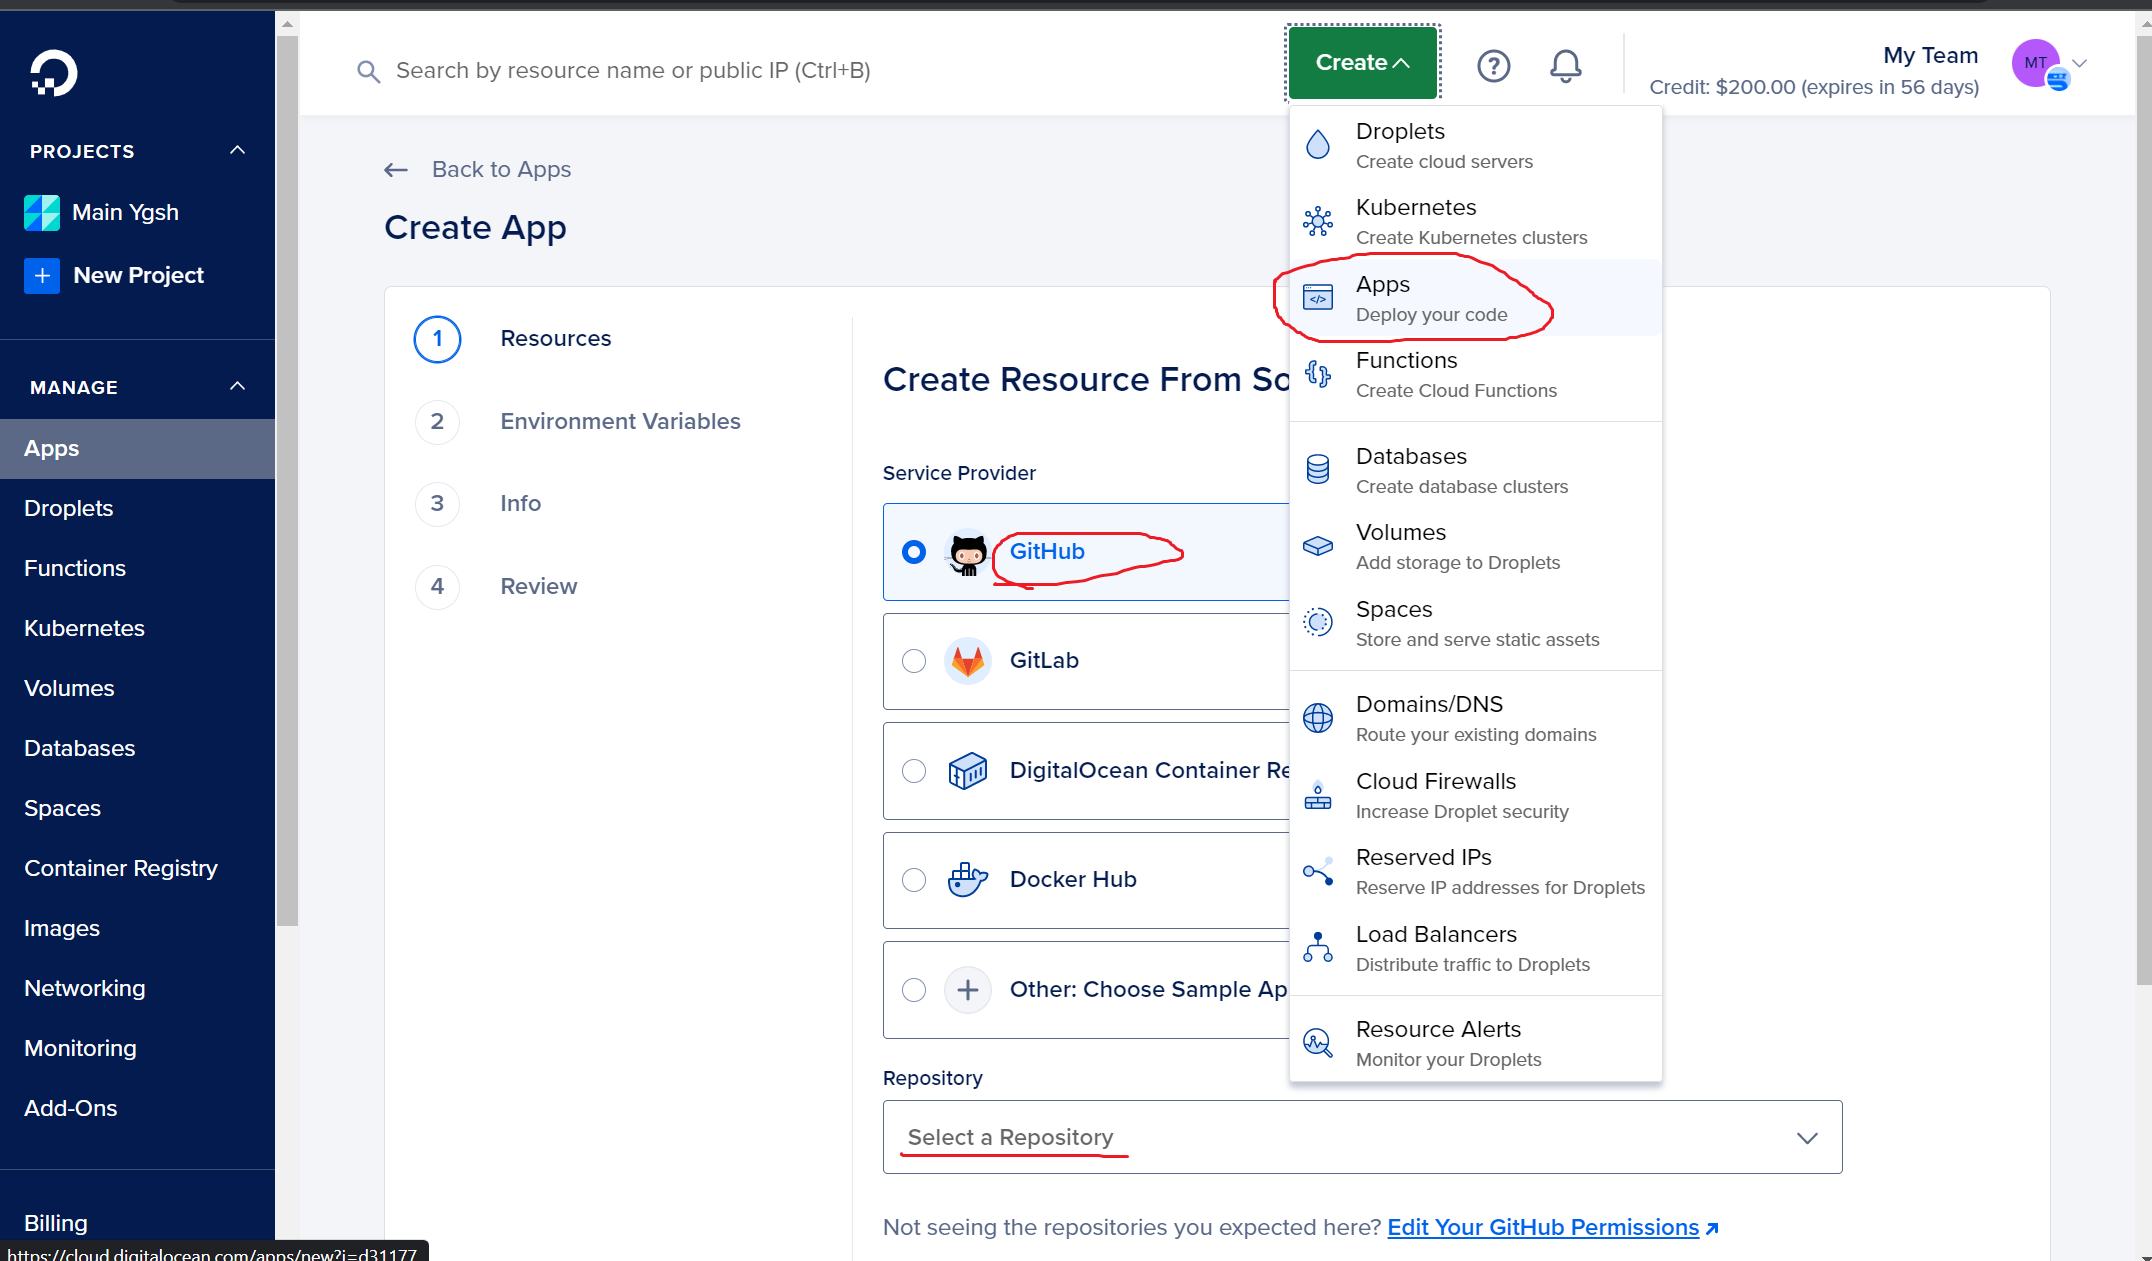 Search by resource name or public IP (Ctrl+B)
Create
My Team
Credit: $200.00 (expires in 56 days)
MT
PROJECTS
Main Ygsh
New Project
MANAGE
Apps
Droplets
Functions
Kubernetes
Volumes
Databases
Spaces
Container Registry
Images
Networking
Monitoring
Add-Ons
Billing
https://cloud.digitalocean.com/apps/new?i=d31177
Back to Apps
Create App
1 Resources
2 Environment Variables
3 Info
4 Review
Create Resource From So
Service Provider
GitHub
GitLab
DigitalOcean Container Re
Docker Hub
Other: Choose Sample Ap
Repository
Select a Repository
Not seeing the repositories you expected here? Edit Your GitHub Permissions
Droplets
Create cloud servers
Kubernetes
Create Kubernetes clusters
Apps
Deploy your code
Functions
Create Cloud Functions
Databases
Create database clusters
Volumes
Add storage to Droplets
Spaces
Store and serve static assets
Domains/DNS
Route your existing domains
Cloud Firewalls
Increase Droplet security
Reserved IPs
Reserve IP addresses for Droplets
Load Balancers
Distribute traffic to Droplets
Resource Alerts
Monitor your Droplets